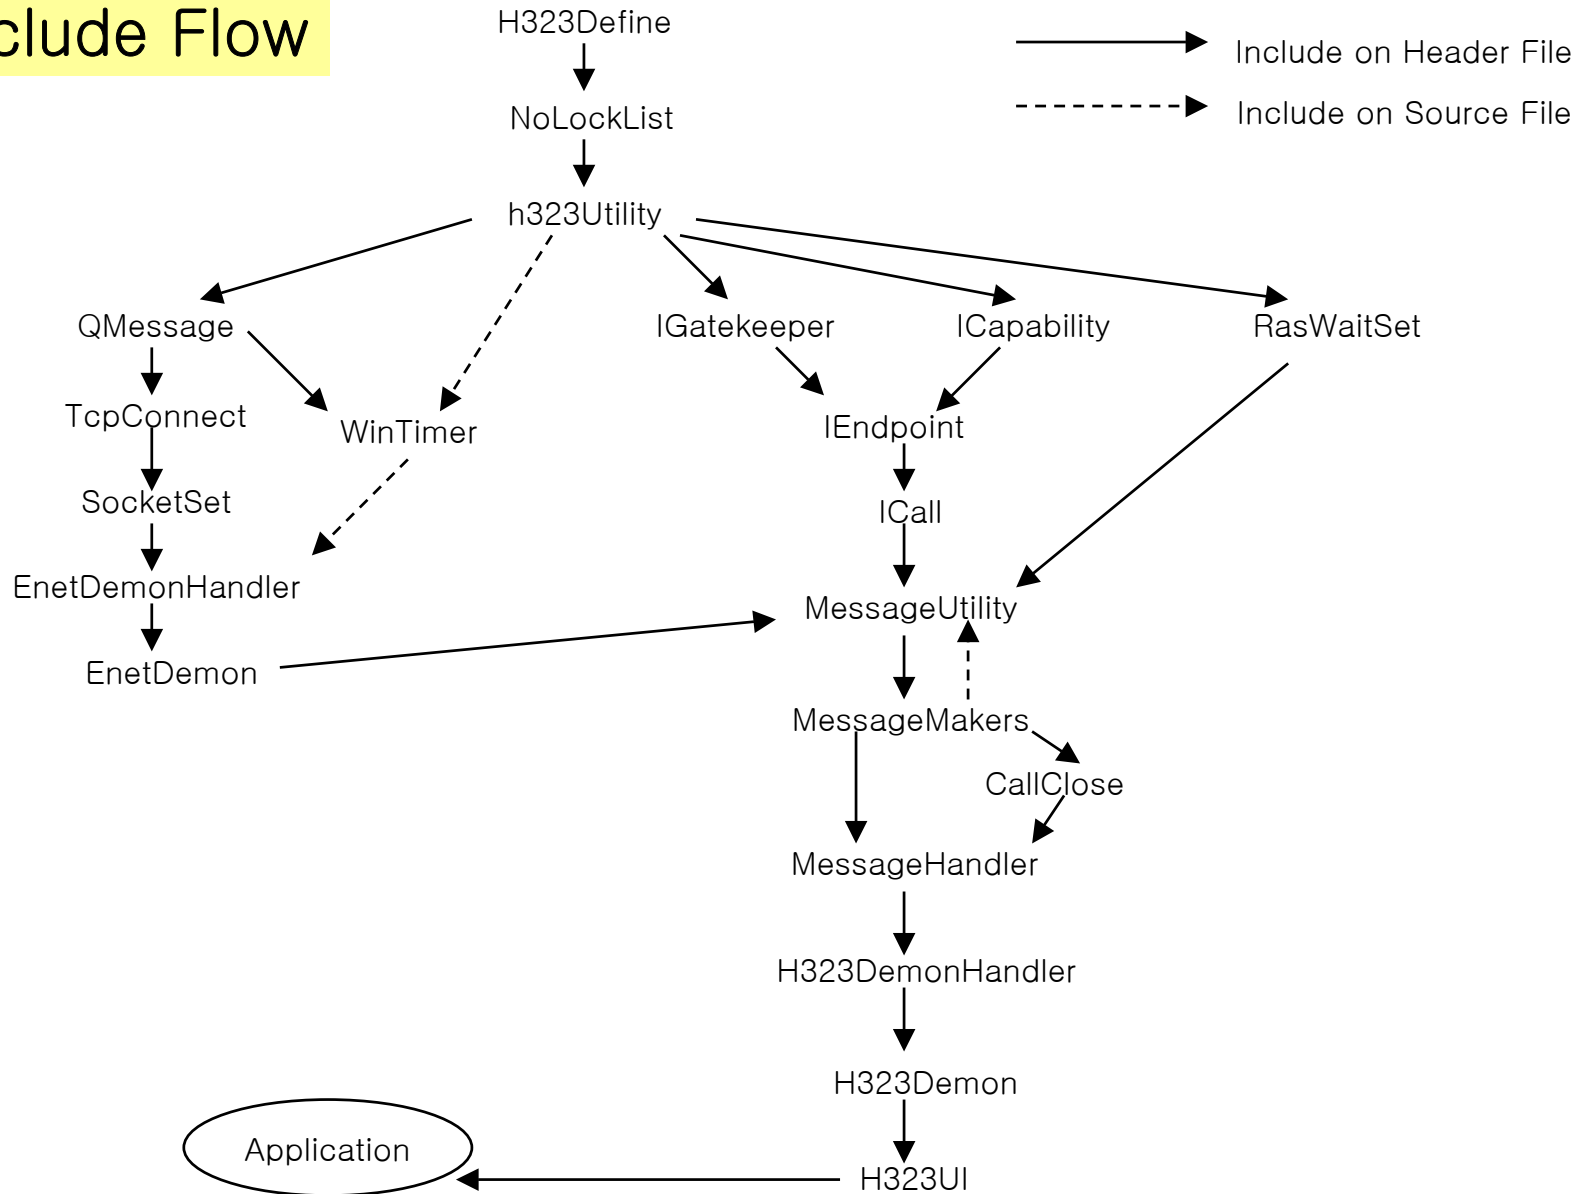 clude Flow
H323Define
Include on Header File
NoLockList
Include on Source File
h323Utility
QMessage
IGatekeeper
ICapability
RasWaitSet
TcpConnect
WinTimer
IEndpoint
SocketSet
ICall
EnetDemonHandler
MessageUtility
EnetDemon
MessageMakers
CallClose
MessageHandler
H323DemonHandler
H323Demon
Application
H323UI